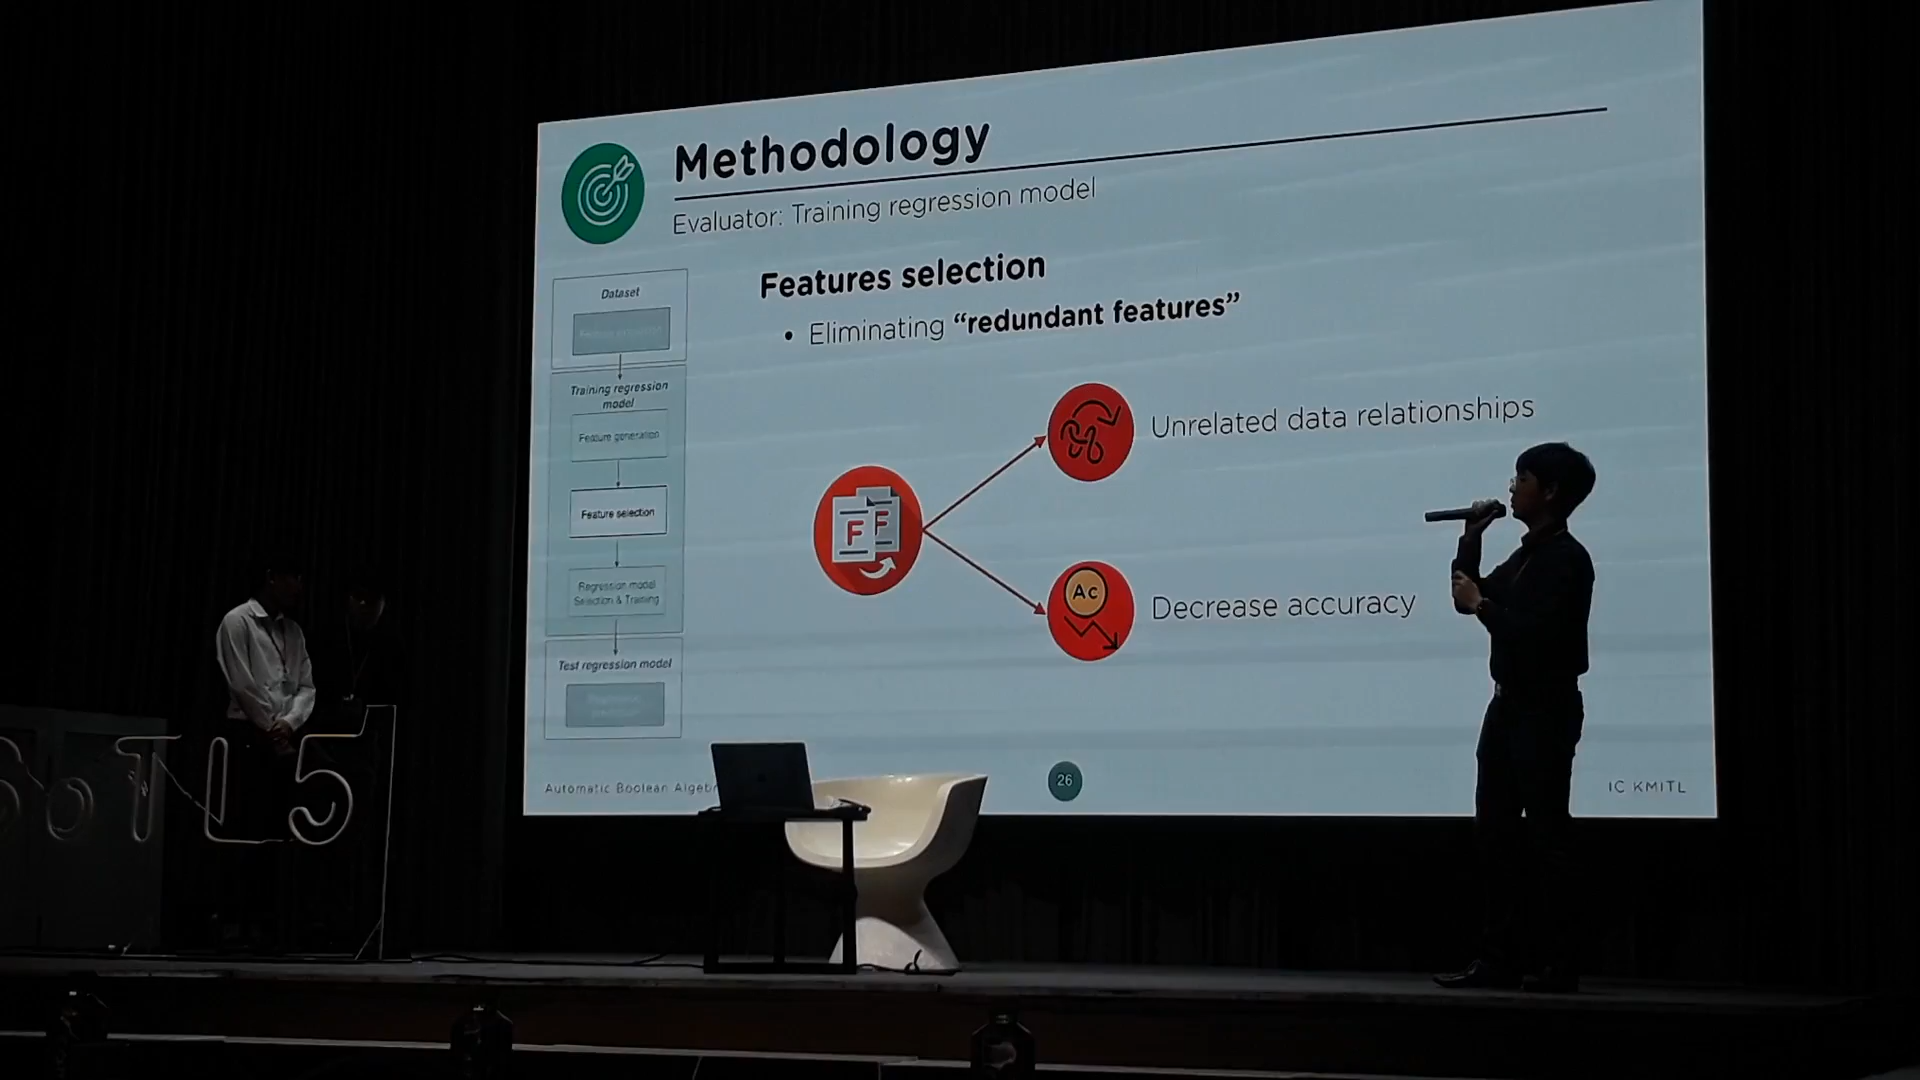 Methodology
Evaluator: Training regression model
Features selection
• Eliminating “redundant features”
Dataset
Training regression
model
Feature generation
Feature selection
Regression model
Selection & Training
Test regression model
F F
Unrelated data relationships
Ac
Decrease accuracy
Automatic Boolean
26
IC KMITL
T L5